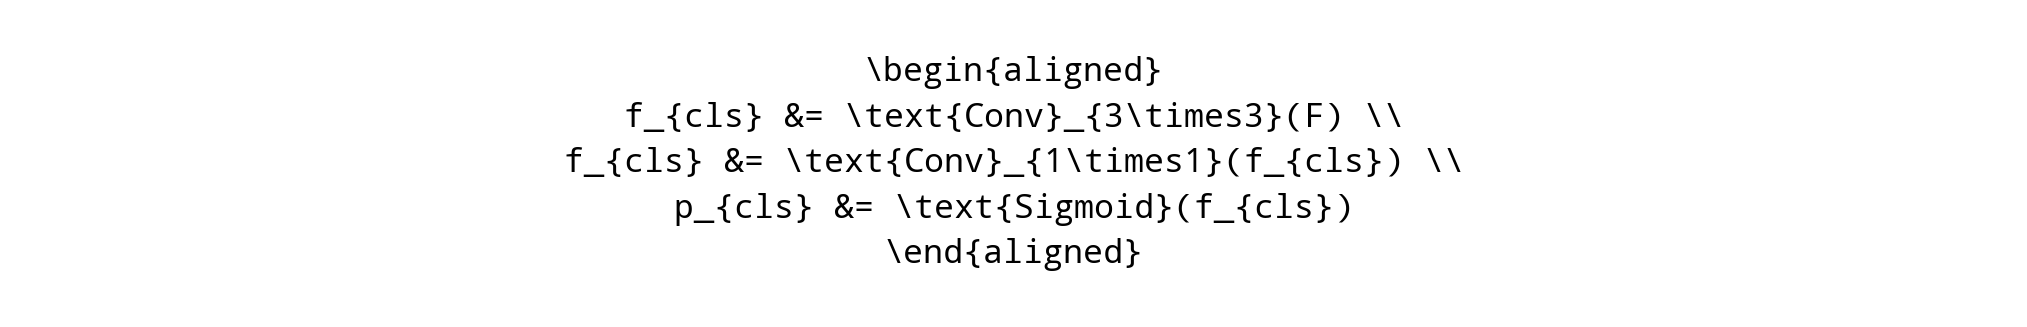 \begin{aligned}
f_{cls} &= \text{Conv}_{3\times3}(F) \\
f_{cls} &= \text{Conv}_{1\times1}(f_{cls}) \\
p_{cls} &= \text{Sigmoid}(f_{cls})
\end{aligned}